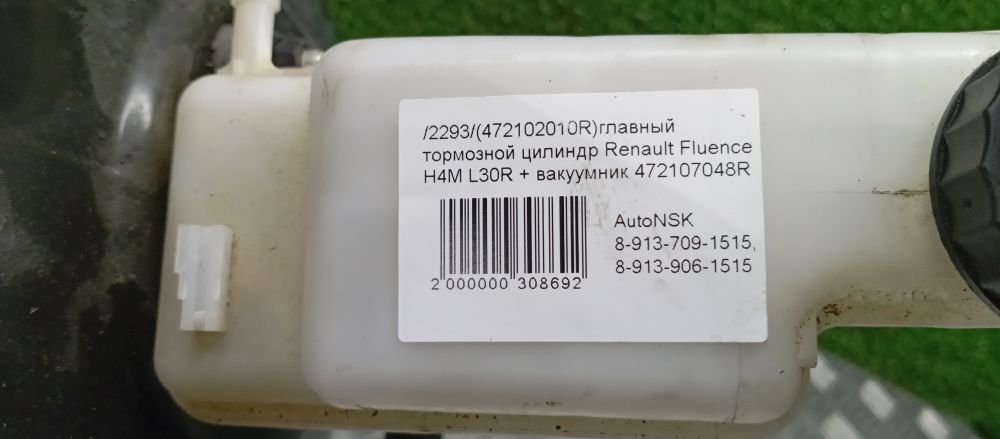 /2293/(472102010R)главный
тормозной цилиндр Renault Fluence
H4M L30R + вакуумник 472107048R
AutoNSK
8-913-709-1515,
8-913-906-1515
2 000000 308692